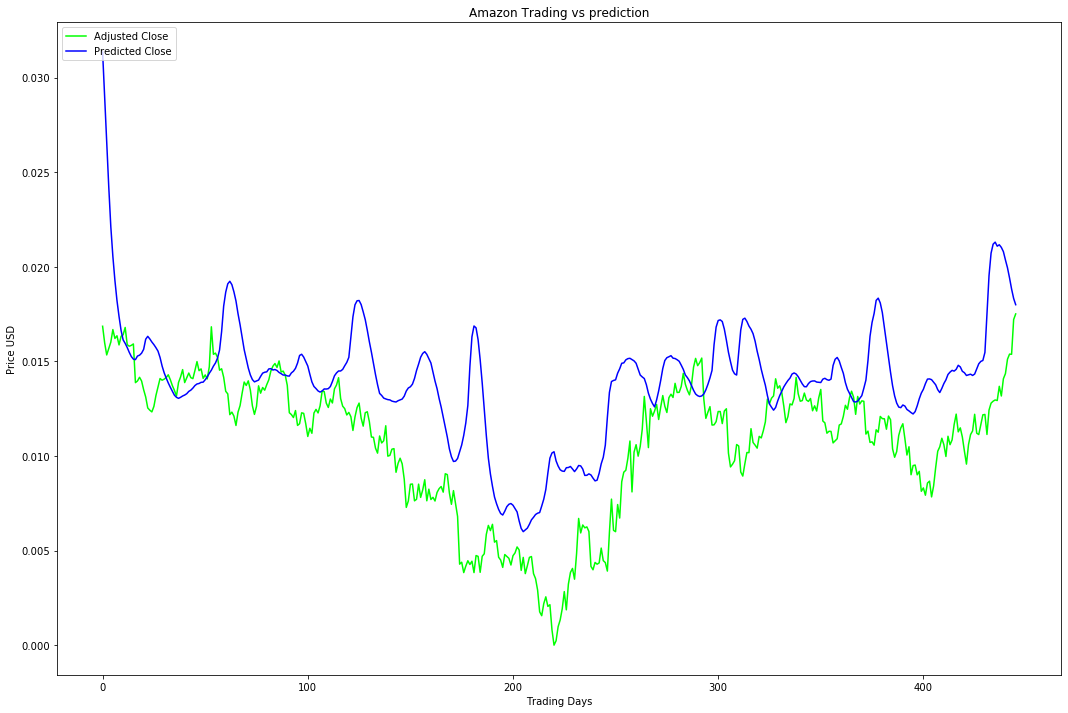 Amazon Trading vs prediction
Adjusted Close
Predicted Close
Price USD
0.030
0.025
0.020
0.015
0.010
0.005
0.000
0 100 200 300 400
Trading Days